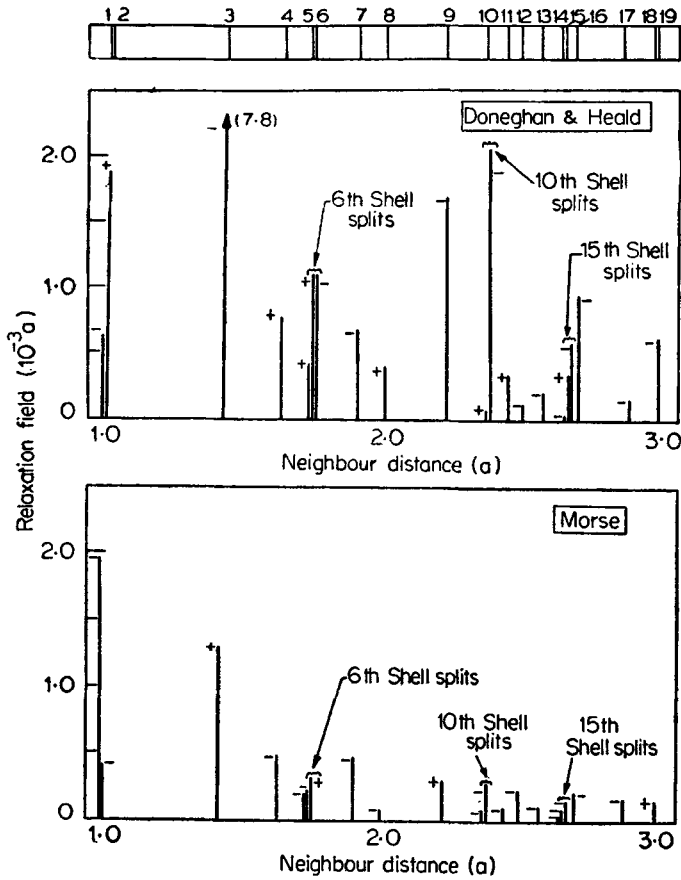 1 2 3 4 5 6 7 8 9 10 11 12 13 14 15 16 17 18 19
Relaxation field (10⁻³a)
Doneghan & Heald
(7·8)
2·0
1·0
0
6th Shell
splits
10th Shell
splits
15th Shell
splits
1·0 2·0 3·0
Neighbour distance (a)
Morse
2·0
1·0
0
6th Shell splits
10th Shell
splits
15th
Shell splits
1·0 2·0 3·0
Neighbour distance (a)